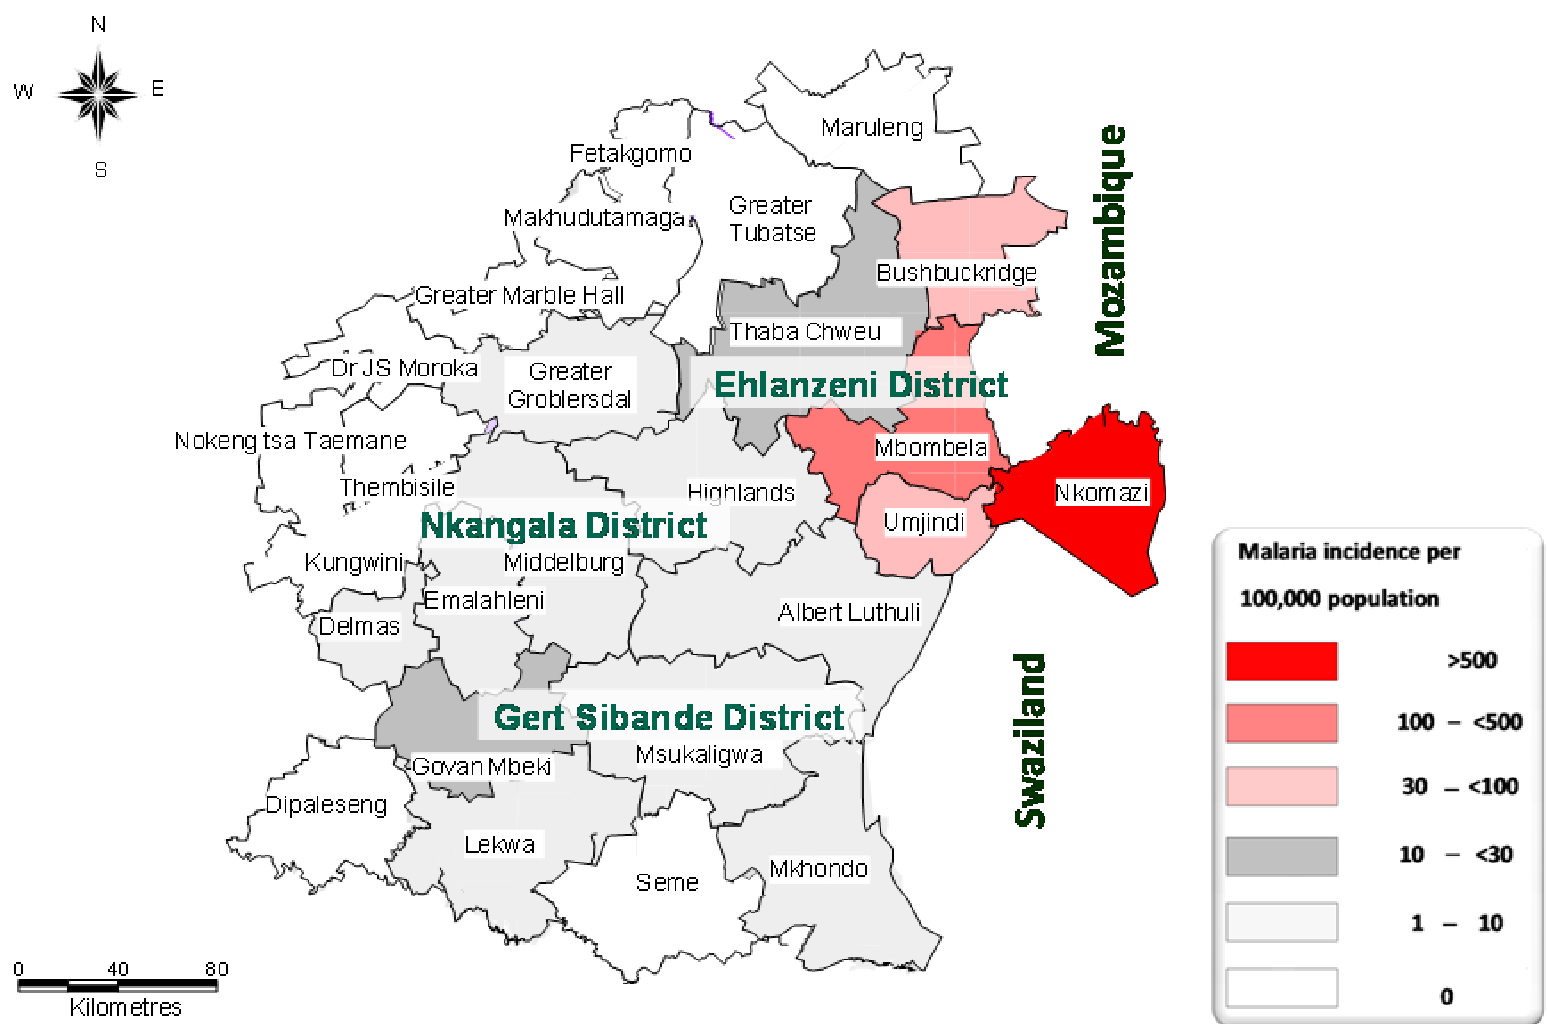 N
W
E
S
Maruleng
Fetakgomo
Makhudutamaga
Greater
Tubatse
Mozambique
Bushbuckridge
Greater Marble Hall
Thaba Chweu
Dr JS Moroka
Greater
Groblersdal
Ehlanzeni District
Nokeng tsa Taemane
Mbombela
Thembisile
Highlands
Nkomazi
Nkangala District
Umjindi
Kungwini
Middelburg
Emalahleni
Delmas
Albert Luthuli
Swaziland
Gert Sibande District
Msukaligwa
Govan Mbeki
Dipaleseng
Lekwa
Seme
Mkhondo
Malaria incidence per
100,000 population
>500
100 – <500
30 – <100
10 – <30
1 – 10
0
0 40 80
Kilometres